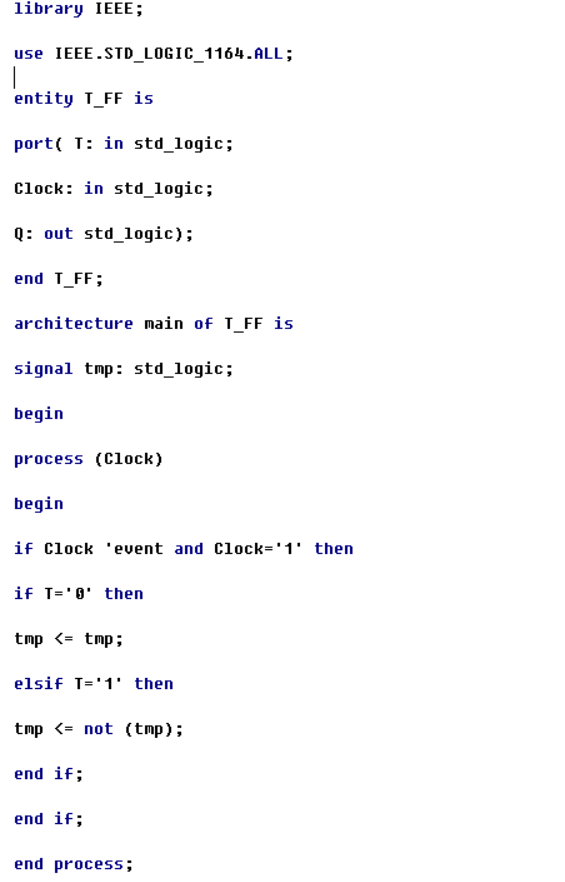 library IEEE;
use IEEE.STD_LOGIC_1164.ALL;
entity T_FF is
port( T: in std_logic;
Clock: in std_logic;
Q: out std_logic);
end T_FF;
architecture main of T_FF is
signal tmp: std_logic;
begin
process (Clock)
begin
if Clock 'event and Clock='1' then
if T='0' then
tmp <= tmp;
elsif T='1' then
tmp <= not (tmp);
end if;
end if;
end process;